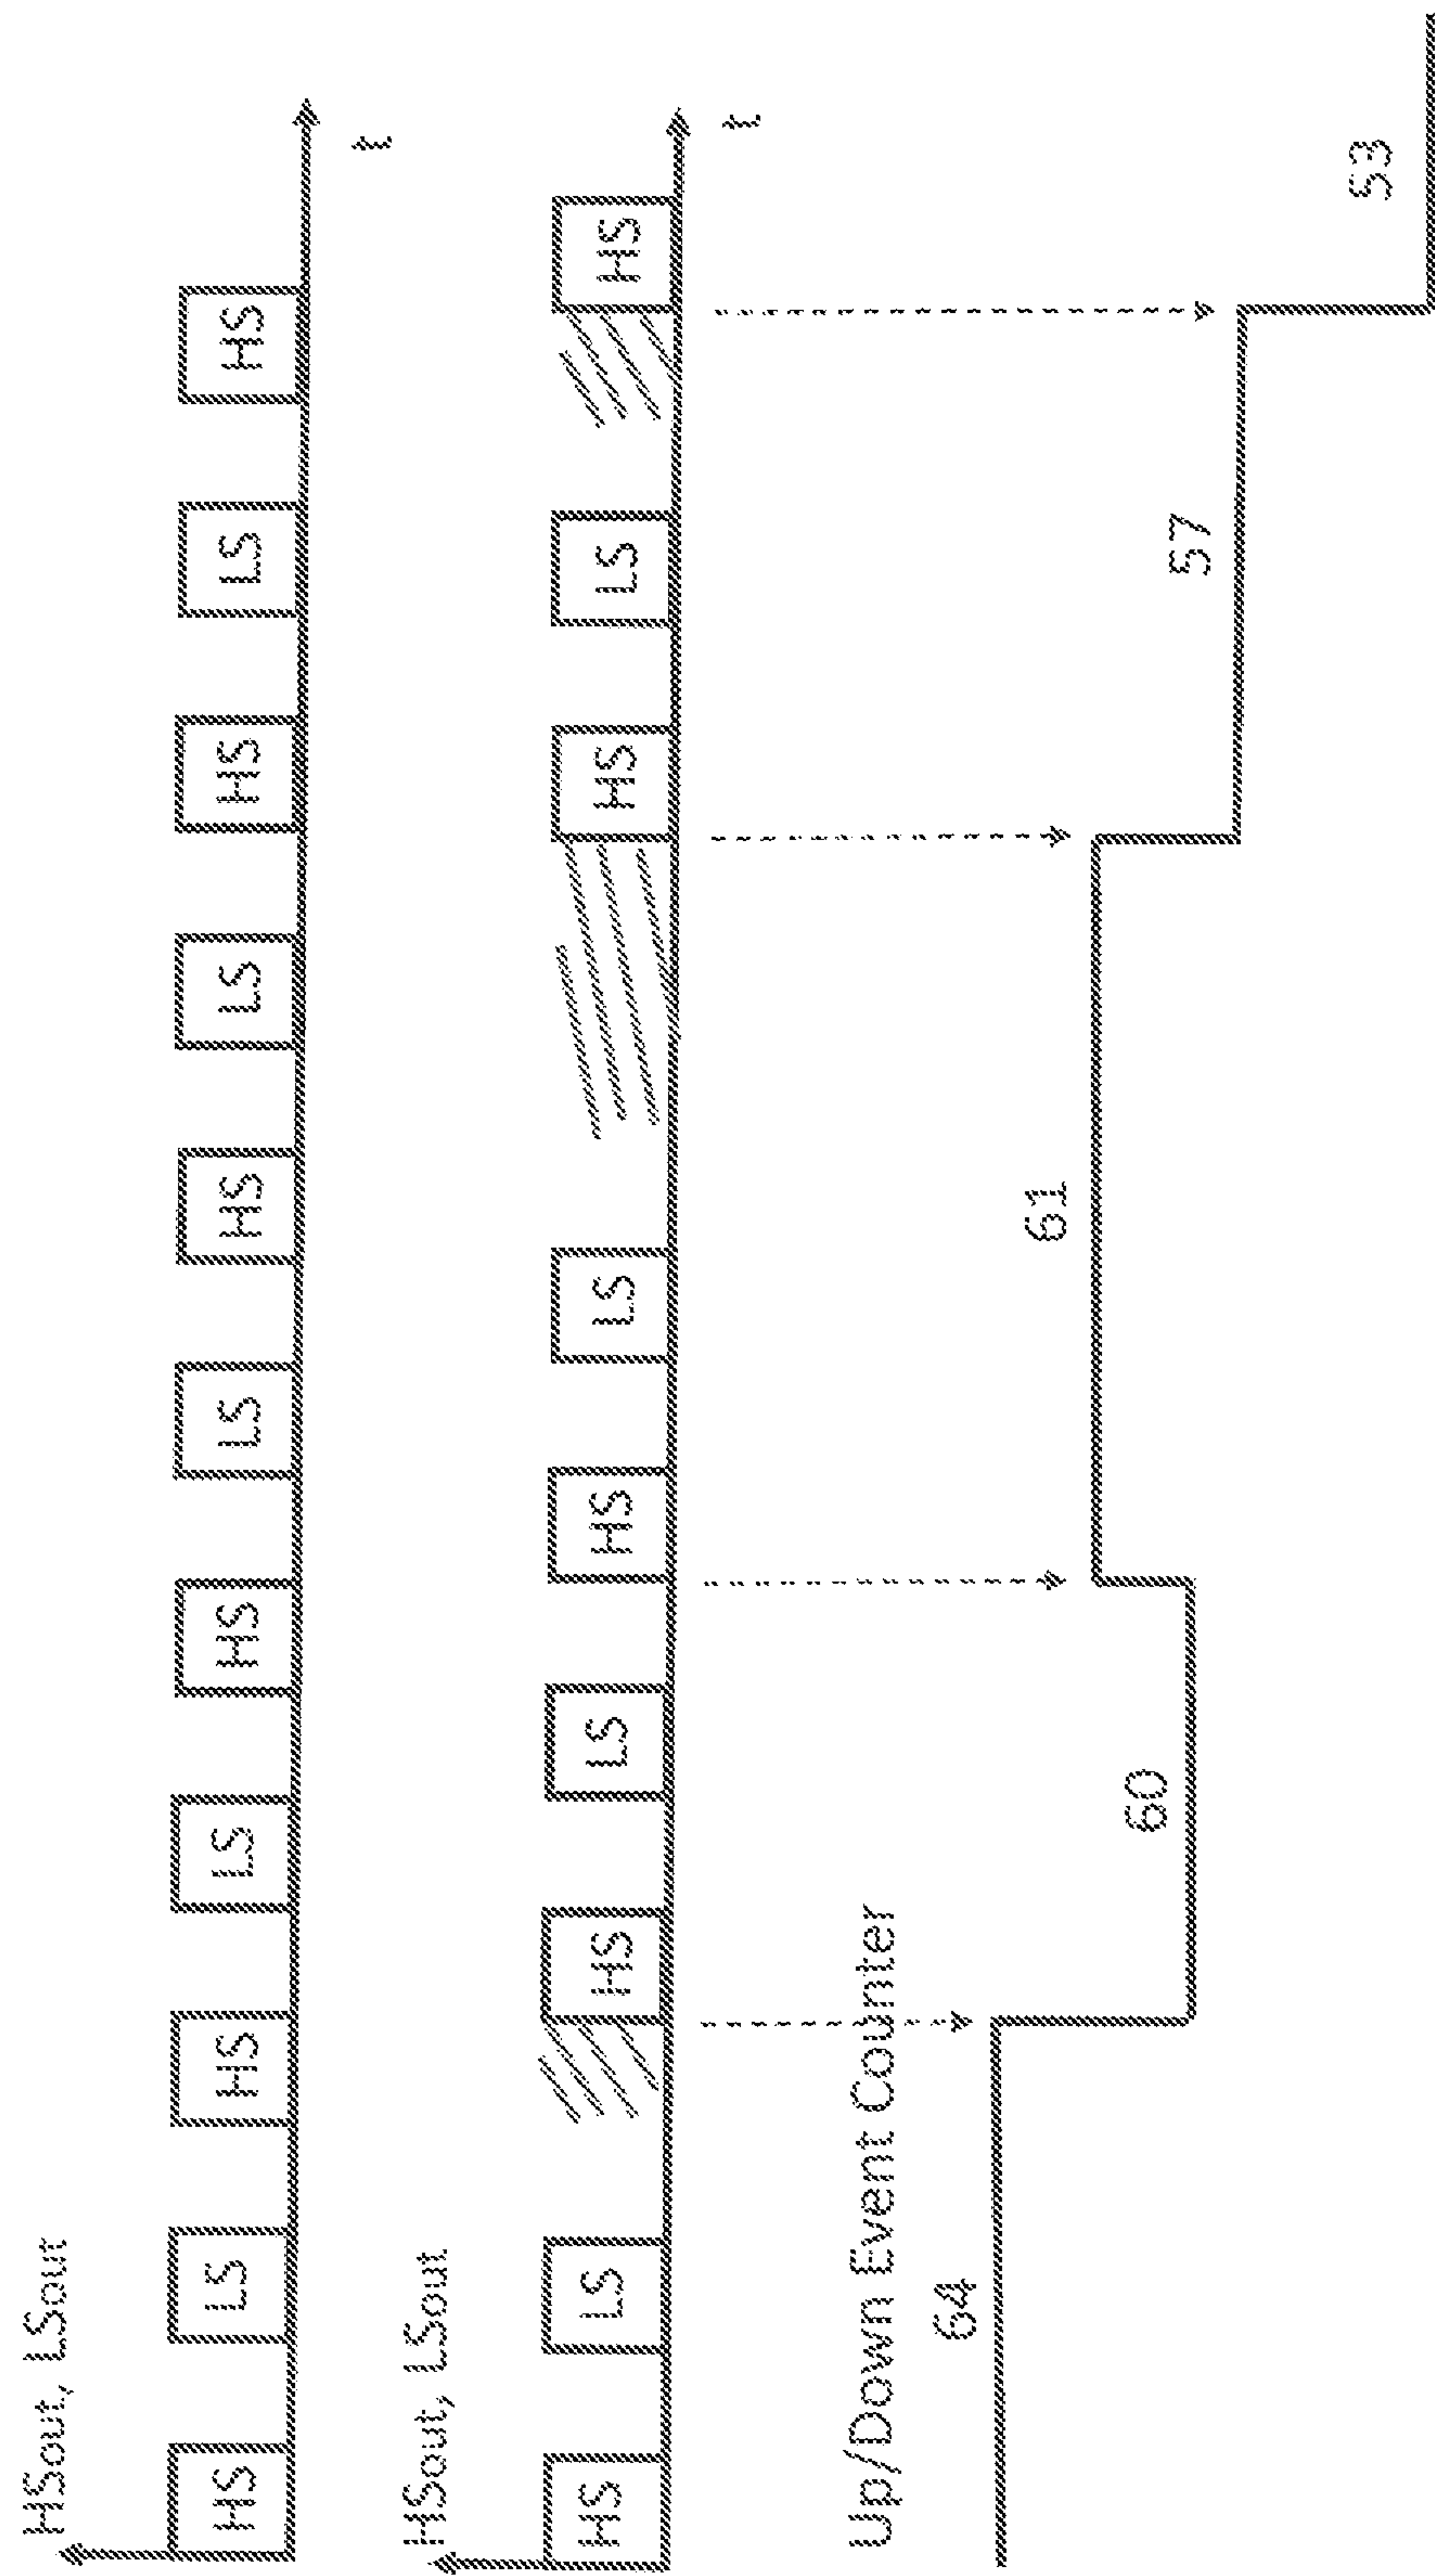 HSout, LSout
HS LS HS LS HS LS HS LS HS LS HS
t
HSout, LSout
HS LS HS LS HS LS HS LS HS
t
Up/Down Event Counter
64
60
61
57
53